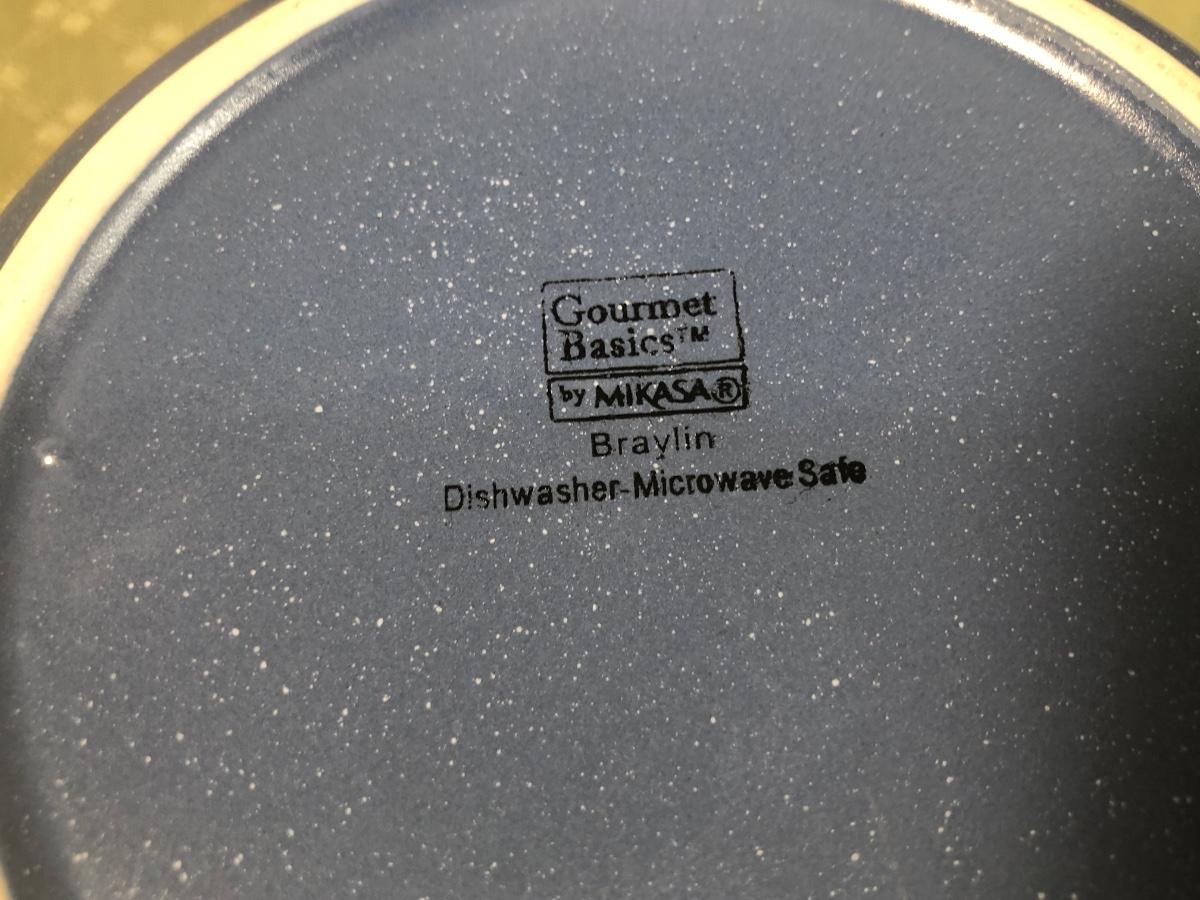 Gourmet
Basics™
by MIKASA®
Braylin
Dishwasher-Microwave Safe